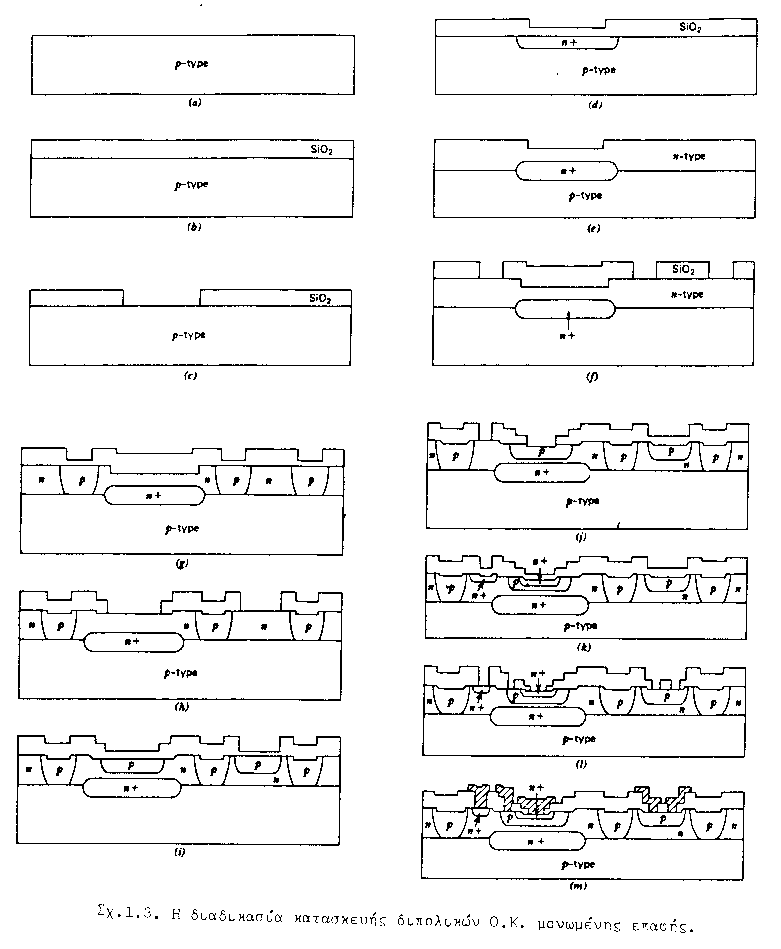 p-type
(a)
SiO2
p-type
(b)
SiO2
p-type
(c)
SiO2
n+
p-type
(d)
n-type
n+
p-type
(e)
SiO2
n-type
n+
(f)
n p n p n p
n+
p-type
(g)
n p n p n p
n+
p-type
(h)
n p p n p p n p n
n+
(i)
n p p n p p n p n
n+
p-type
(j)
n+
n p n+ p n p p n p n
n+
p-type
(k)
n+
n p n+ p n p p n p n
n+
p-type
(l)
n+
n p n+ p n p p n p n
n+
p-type
(m)
Σχ.1.3. Η διαδικασία κατασκευής διπολικών Ο.Κ. μονωμένης επαφής.